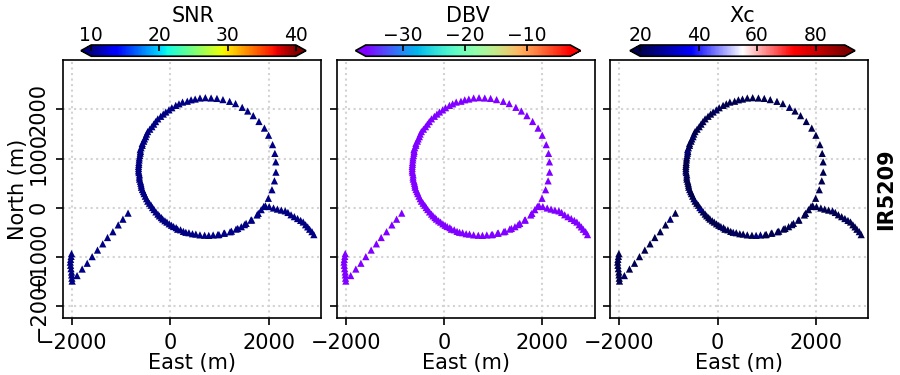 SNR DBV Xc
10 20 30 40 −30 −20 −10 20 40 60 80
2000
1000
0
−1000
−2000
North (m)
IR5209
−2000 0 2000 −2000 0 2000 −2000 0 2000
East (m) East (m) East (m)